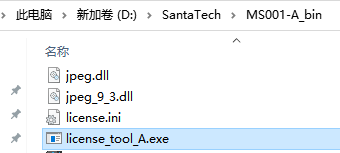 此电脑 > 新加卷 (D:) > SantaTech > MS001-A_bin
名称
jpeg.dll
jpeg_9_3.dll
license.ini
license_tool_A.exe